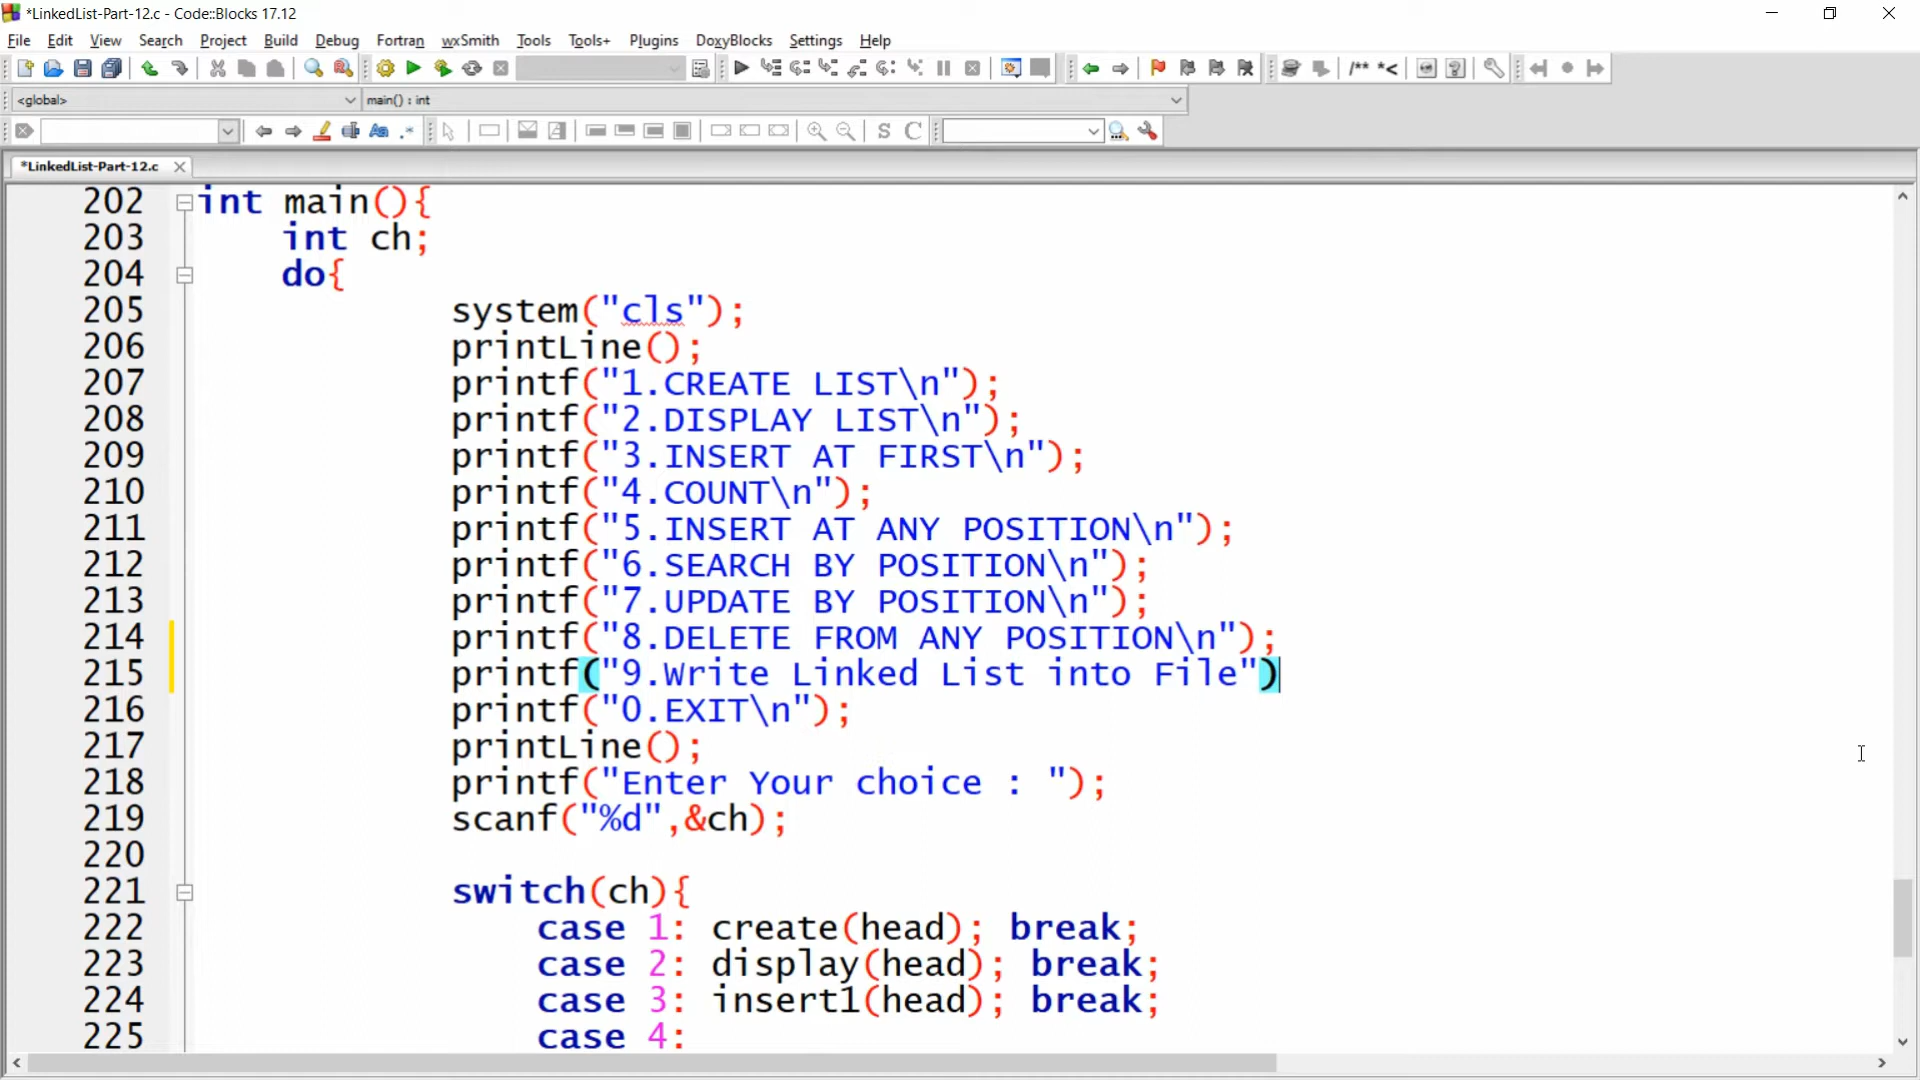 *LinkedList-Part-12.c - Code::Blocks 17.12
File Edit View Search Project Build Debug Fortran wxSmith Tools Tools+ Plugins DoxyBlocks Settings Help
/** *<
<global> main() : int
Aa .* S C
*LinkedList-Part-12.c
202 int main(){
203 int ch;
204 do{
205 system("cls");
206 printLine();
207 printf("1.CREATE LIST\n");
208 printf("2.DISPLAY LIST\n");
209 printf("3.INSERT AT FIRST\n");
210 printf("4.COUNT\n");
211 printf("5.INSERT AT ANY POSITION\n");
212 printf("6.SEARCH BY POSITION\n");
213 printf("7.UPDATE BY POSITION\n");
214 printf("8.DELETE FROM ANY POSITION\n");
215 printf("9.Write Linked List into File")
216 printf("0.EXIT\n");
217 printLine();
218 printf("Enter Your choice : ");
219 scanf("%d",&ch);
220
221 switch(ch){
222 case 1: create(head); break;
223 case 2: display(head); break;
224 case 3: insert1(head); break;
225 case 4: